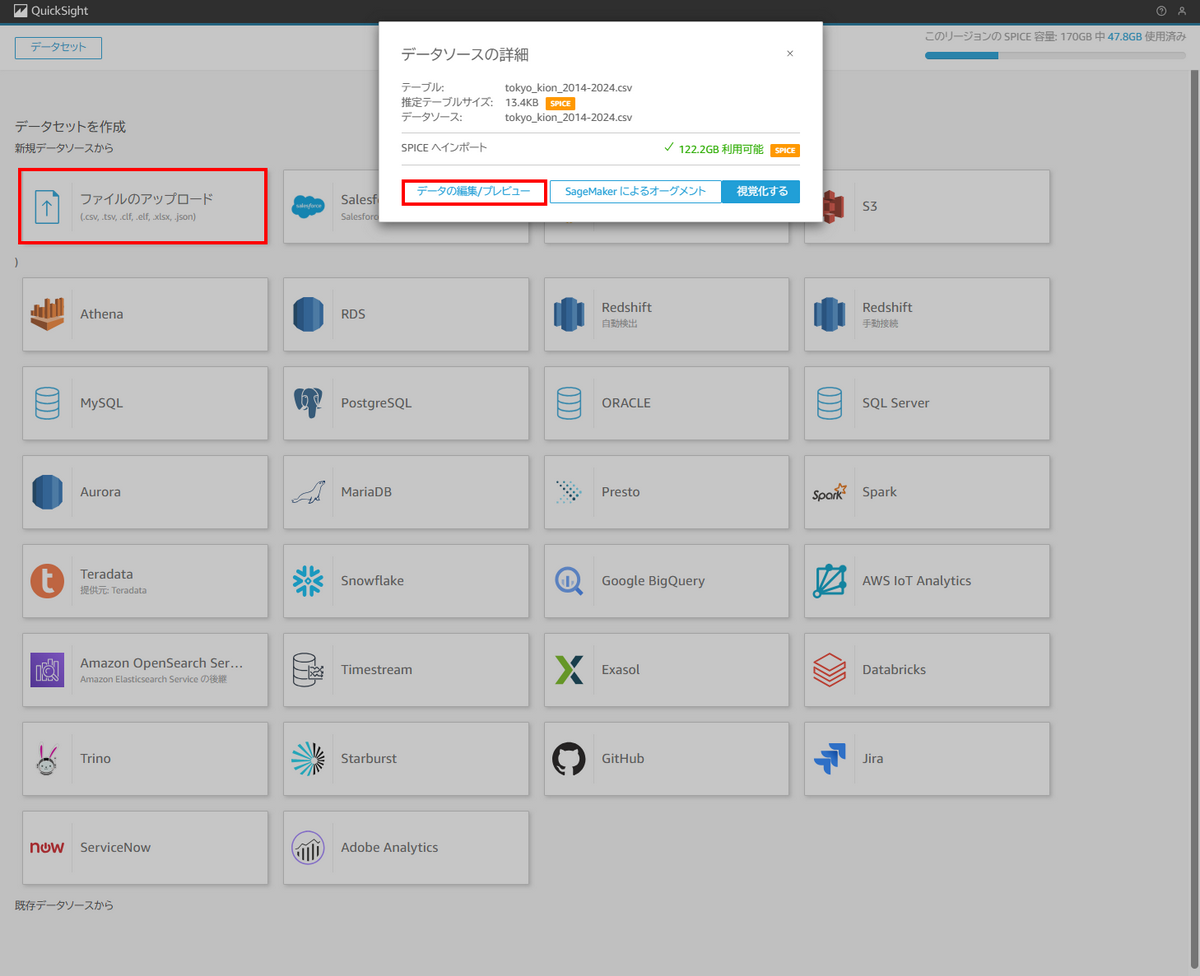 QuickSight
データセット
このリージョンの SPICE 容量: 170GB 中 47.8GB 使用済み
データソースの詳細
×
テーブル: tokyo_kion_2014-2024.csv
推定テーブルサイズ: 13.4KB SPICE
データソース: tokyo_kion_2014-2024.csv
SPICE へインポート 122.2GB 利用可能 SPICE
データの編集/プレビュー SageMaker によるオーグメント 視覚化する
データセットを作成
新規データソースから
ファイルのアップロード
(.csv, .tsv, .clf, .elf, .xlsx, .json)
salesforce
S3
)
Athena
RDS
Redshift
自動検出
Redshift
手動接続
MySQL
PostgreSQL
ORACLE
SQL Server
Aurora
MariaDB
Presto
Spark
Spark
Teradata
提供元: Teradata
Snowflake
Google BigQuery
AWS IoT Analytics
Amazon OpenSearch Ser...
Amazon Elasticsearch Service の後継
Timestream
Exasol
Databricks
Trino
Starburst
GitHub
Jira
now
ServiceNow
Adobe Analytics
既存データソースから